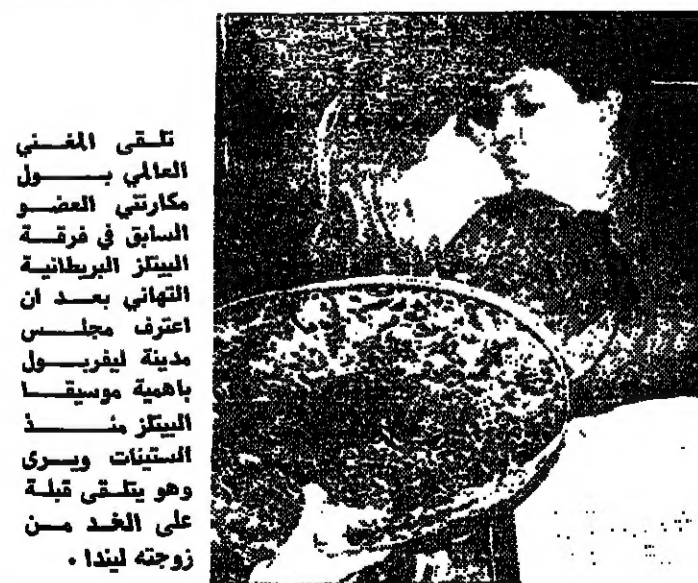 تلقى المغني
العالمي بول
مكارتني العضو
السابق في فرقة
البيتلز البريطانية
التهاني بعد ان
اعترف مجلس
مدينة ليفربول
باهمية موسيقا
البيتلز منذ
الستينات ويرى
وهو يتلقى قبلة
على الخد من
زوجته ليندا .